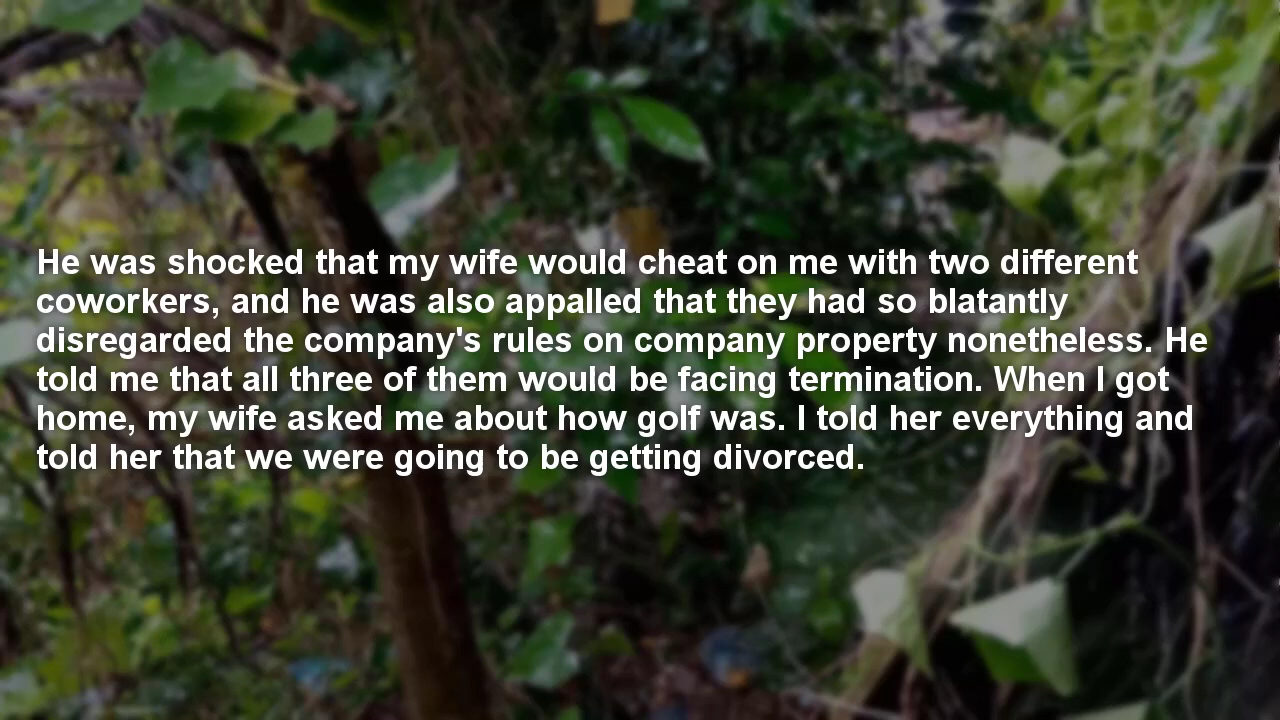 He was shocked that my wife would cheat on me with two different
coworkers, and he was also appalled that they had so blatantly
disregarded the company's rules on company property nonetheless. He
told me that all three of them would be facing termination. When I got
home, my wife asked me about how golf was. I told her everything and
told her that we were going to be getting divorced.